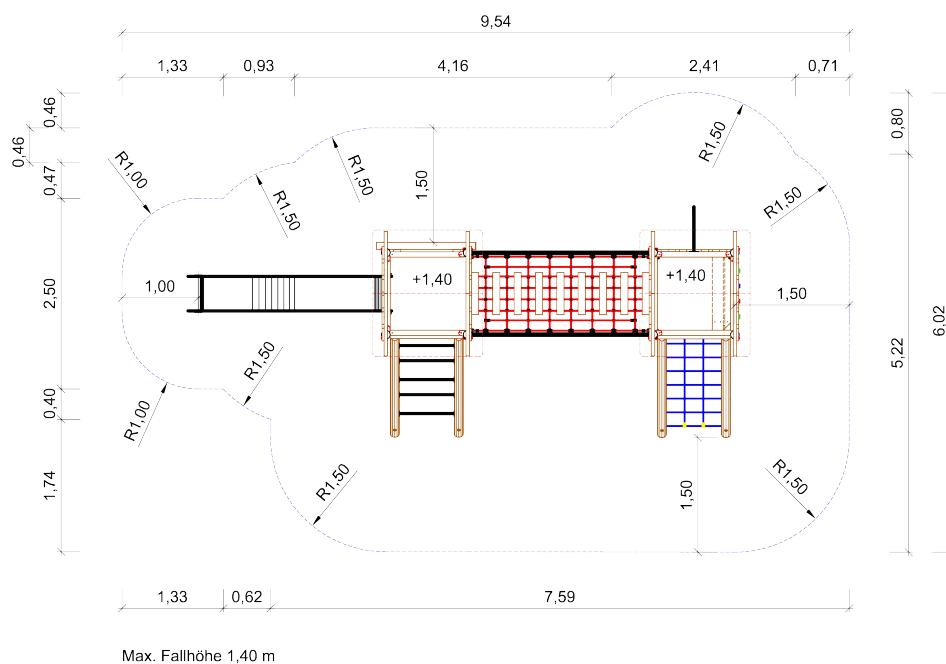 9,54
1,33
0,93
4,16
2,41
0,71
0,46
0,46
0,47
2,50
0,40
1,74
0,80
5,22
6,02
R1,00
R1,50
R1,50
1,50
R1,50
R1,50
+1,40
+1,40
1,00
1,50
R1,50
R1,00
R1,50
1,50
R1,50
1,33
0,62
7,59
Max. Fallhöhe 1,40 m